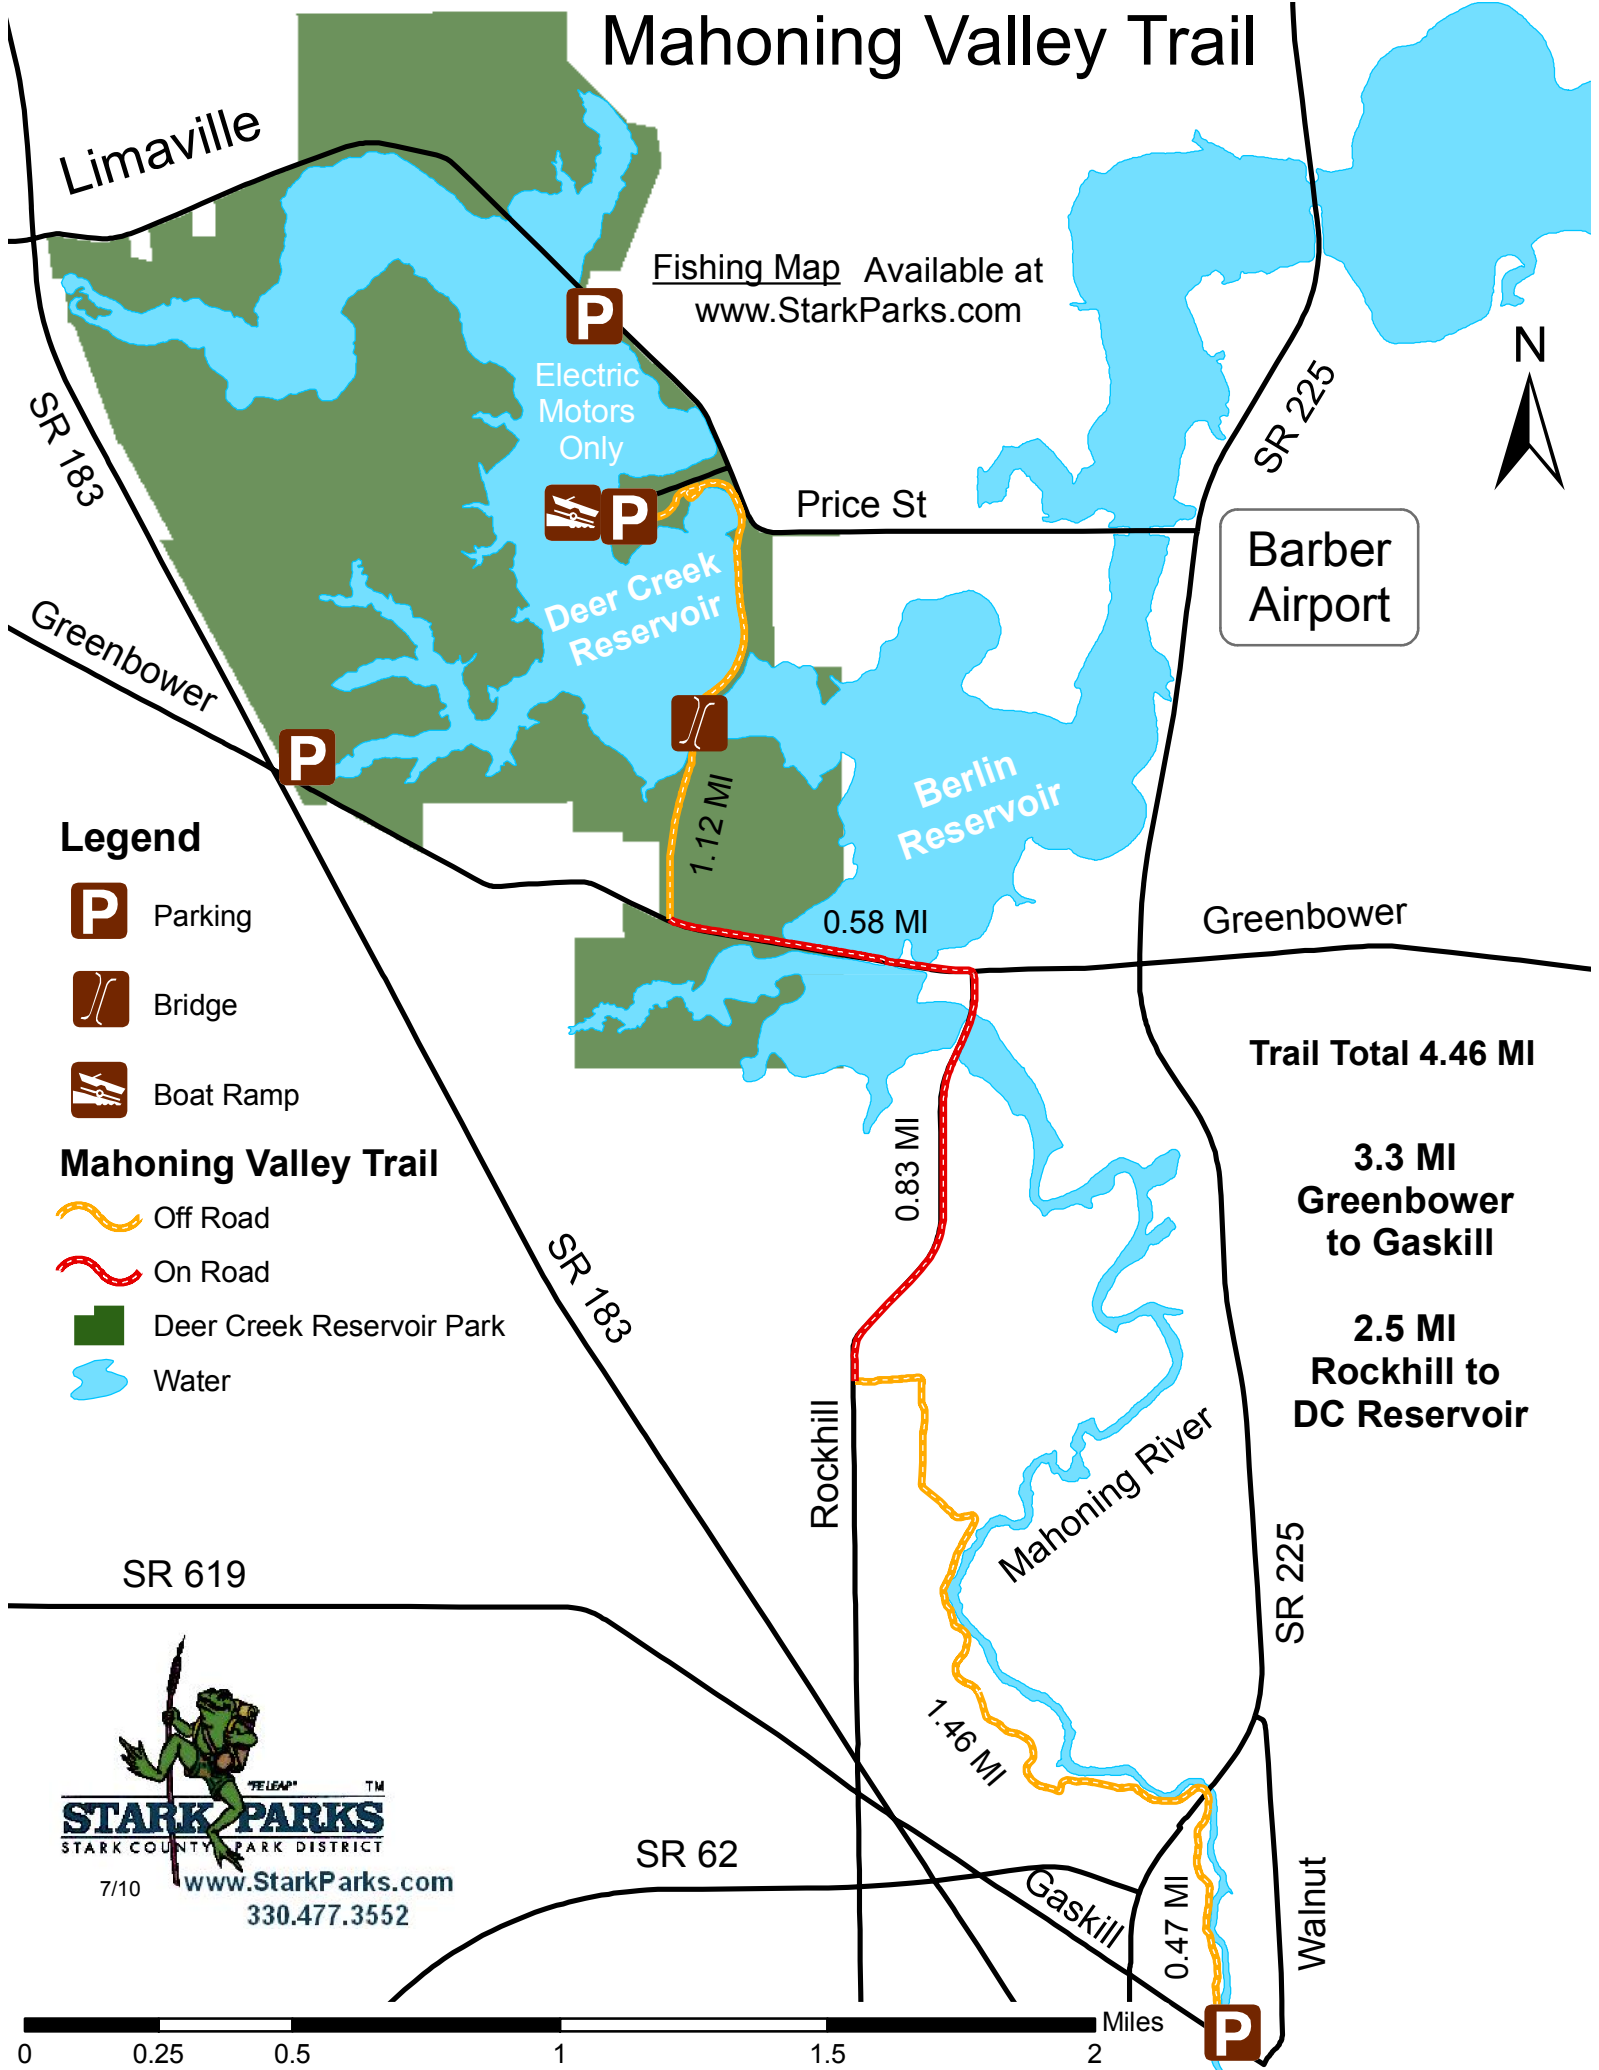 Mahoning Valley Trail
Limaville
Fishing Map Available at
www.StarkParks.com
P
Electric
Motors
Only
N
SR 183
SR 225
P
Price St
Barber
Airport
Deer Creek
Reservoir
Greenbower
P
Berlin
Reservoir
1.12 MI
0.58 MI
Greenbower
Legend
P Parking
Bridge
Boat Ramp
Mahoning Valley Trail
Off Road
On Road
Deer Creek Reservoir Park
Water
Trail Total 4.46 MI
3.3 MI
Greenbower
to Gaskill
2.5 MI
Rockhill to
DC Reservoir
0.83 MI
SR 183
Rockhill
Mahoning River
SR 225
SR 619
1.46 MI
"FELEAP" TM
STARK PARKS
STARK COUNTY PARK DISTRICT
7/10 www.StarkParks.com
330.477.3552
SR 62
Gaskill
0.47 MI
Walnut
P
Miles
0 0.25 0.5 1 1.5 2